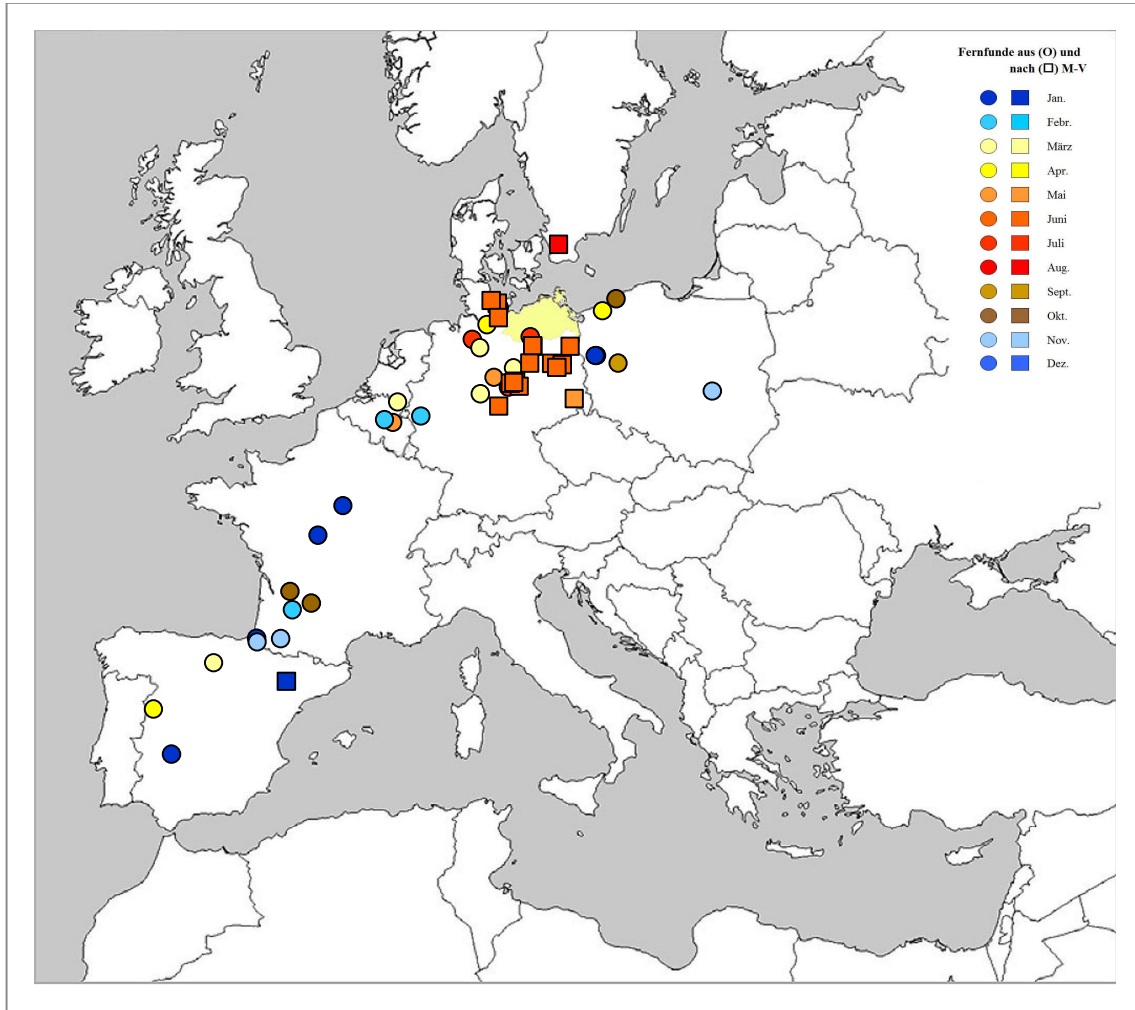 Fernfunde aus (O) und
nach (□) M-V
Jan.
Febr.
März
Apr.
Mai
Juni
Juli
Aug.
Sept.
Okt.
Nov.
Dez.